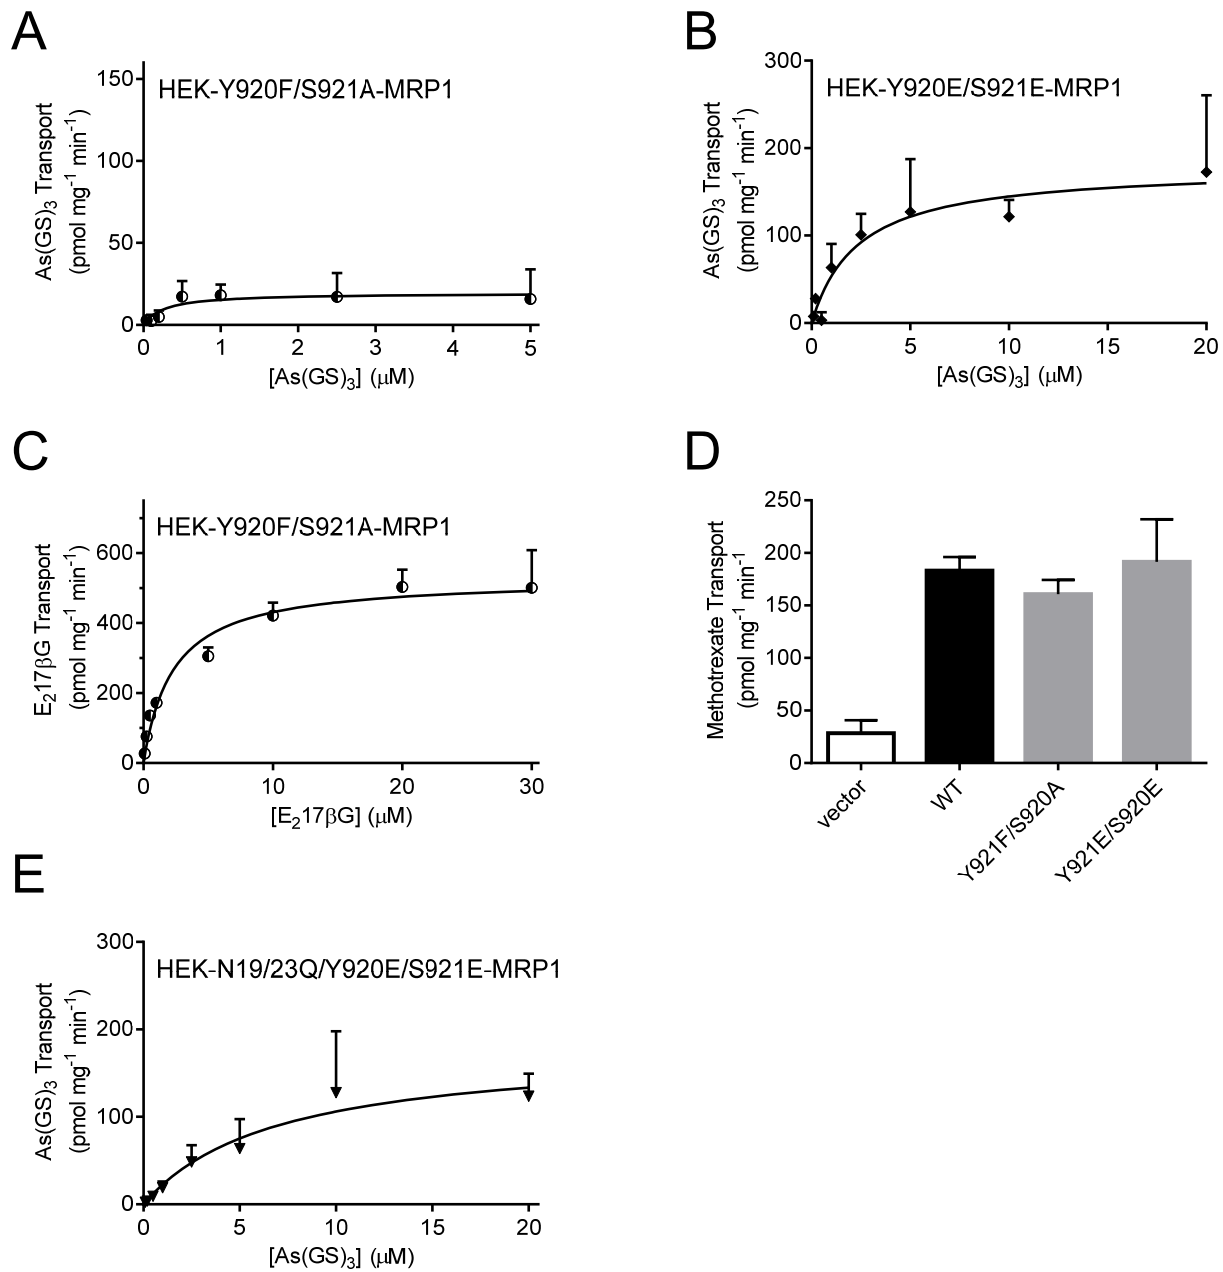 A
HEK-Y920F/S921A-MRP1
As(GS)3 Transport
(pmol mg-1 min-1)
150
100
50
0
0 1 2 3 4 5
[As(GS)3] (μM)
B
HEK-Y920E/S921E-MRP1
As(GS)3 Transport
(pmol mg-1 min-1)
300
200
100
0
0 5 10 15 20
[As(GS)3] (μM)
C
HEK-Y920F/S921A-MRP1
E217βG Transport
(pmol mg-1 min-1)
600
400
200
0
0 10 20 30
[E217βG] (μM)
D
Methotrexate Transport
(pmol mg-1 min-1
250
200
150
100
50
0
vector
WT
Y921F/S920A
Y921E/S920E
E
HEK-N19/23Q/Y920E/S921E-MRP1
As(GS)3 Transport
(pmol mg-1 min-1)
300
200
100
0
0 5 10 15 20
[As(GS)3] (μM)